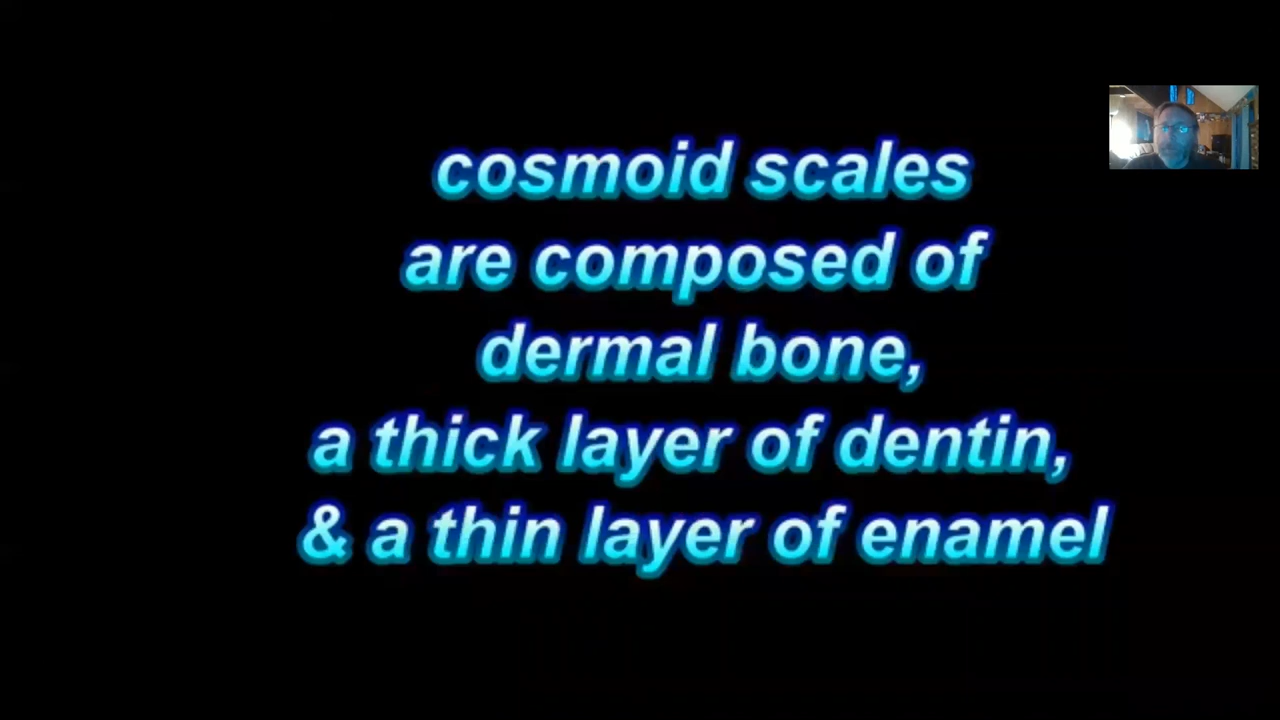 cosmoid scales
are composed of
dermal bone,
a thick layer of dentin,
& a thin layer of enamel